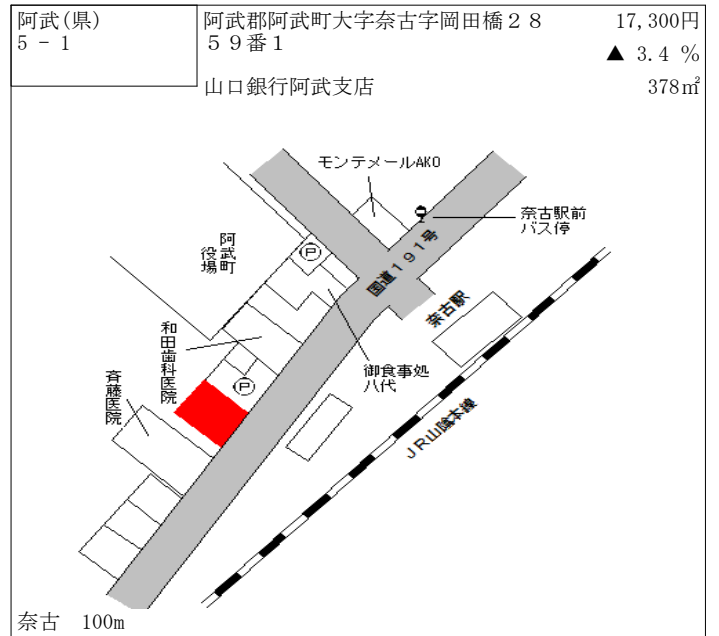 阿武(県)
5 - 1
阿武郡阿武町大字奈古字岡田橋２８
５９番１
17,300円
▲ 3.4 %
山口銀行阿武支店
378㎡
モンテメールAKO
奈古駅前
バス停
阿武町
役場
Ⓟ
国道１９１号
奈古駅
和田歯科医院
御食事処
八代
斉藤医院
Ⓟ
ＪＲ山陰本線
奈古 100m